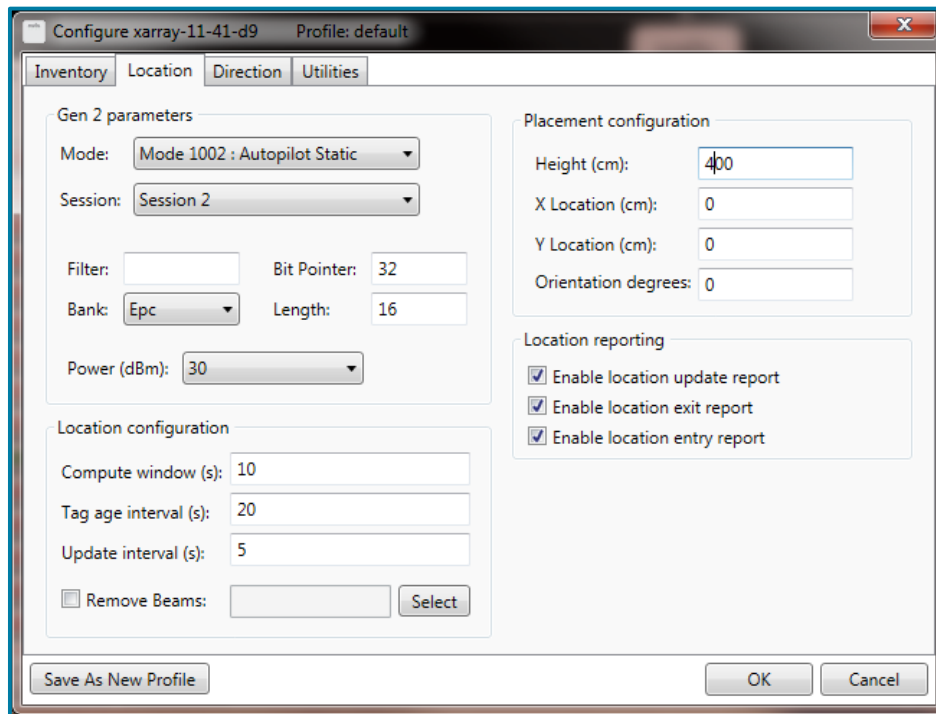 Configure xarray-11-41-d9 Profile: default
Inventory Location Direction Utilities
Gen 2 parameters
Mode: Mode 1002 : Autopilot Static
Session: Session 2
Filter: Bit Pointer: 32
Bank: Epc Length: 16
Power (dBm): 30
Location configuration
Compute window (s): 10
Tag age interval (s): 20
Update interval (s): 5
Remove Beams: Select
Placement configuration
Height (cm): 400
X Location (cm): 0
Y Location (cm): 0
Orientation degrees: 0
Location reporting
Enable location update report
Enable location exit report
Enable location entry report
Save As New Profile OK Cancel